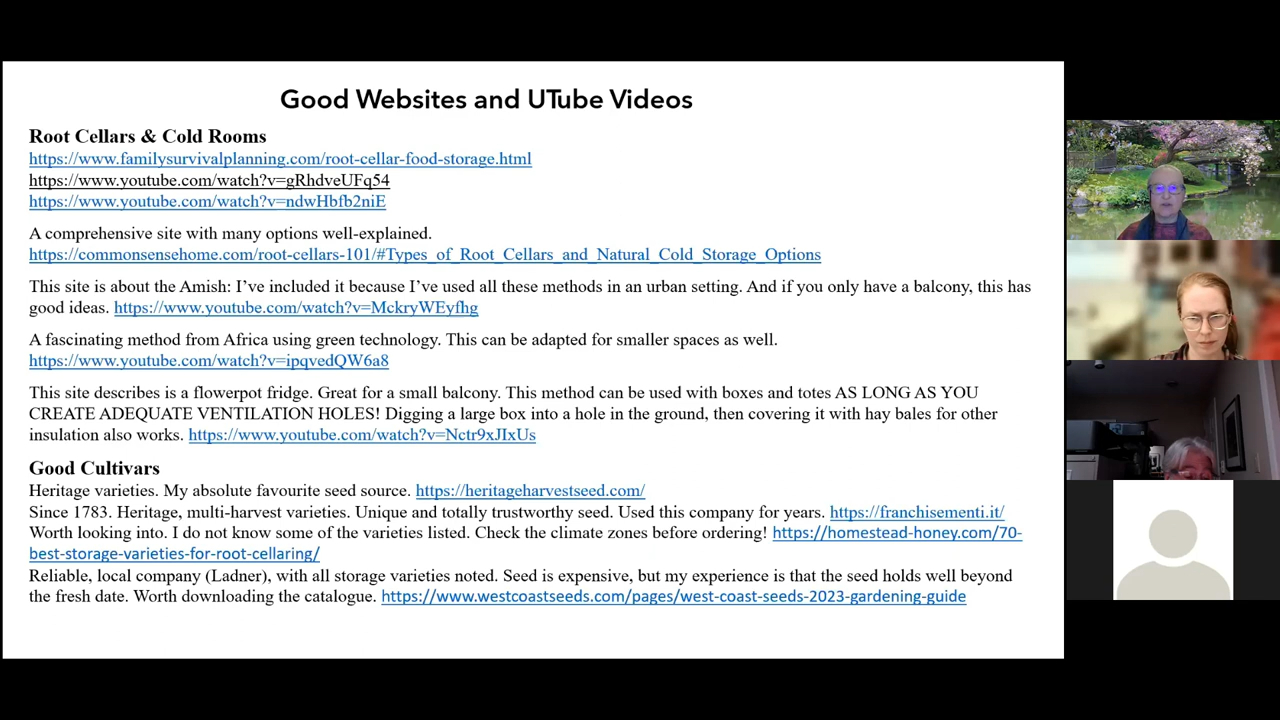 Good Websites and UTube Videos
Root Cellars & Cold Rooms
https://www.familysurvivalplanning.com/root-cellar-food-storage.html
https://www.youtube.com/watch?v=gRhdveUFq54
https://www.youtube.com/watch?v=ndwHbfb2niE
A comprehensive site with many options well-explained.
https://commonsensehome.com/root-cellars-101/#Types_of_Root_Cellars_and_Natural_Cold_Storage_Options
This site is about the Amish: I’ve included it because I’ve used all these methods in an urban setting. And if you only have a balcony, this has
good ideas. https://www.youtube.com/watch?v=MckryWEyfhg
A fascinating method from Africa using green technology. This can be adapted for smaller spaces as well.
https://www.youtube.com/watch?v=ipqvedQW6a8
This site describes is a flowerpot fridge. Great for a small balcony. This method can be used with boxes and totes AS LONG AS YOU
CREATE ADEQUATE VENTILATION HOLES! Digging a large box into a hole in the ground, then covering it with hay bales for other
insulation also works. https://www.youtube.com/watch?v=Nctr9xJIxUs
Good Cultivars
Heritage varieties. My absolute favourite seed source. https://heritageharvestseed.com/
Since 1783. Heritage, multi-harvest varieties. Unique and totally trustworthy seed. Used this company for years. https://franchisementi.it/
Worth looking into. I do not know some of the varieties listed. Check the climate zones before ordering! https://homestead-honey.com/70-
best-storage-varieties-for-root-cellaring/
Reliable, local company (Ladner), with all storage varieties noted. Seed is expensive, but my experience is that the seed holds well beyond
the fresh date. Worth downloading the catalogue. https://www.westcoastseeds.com/pages/west-coast-seeds-2023-gardening-guide